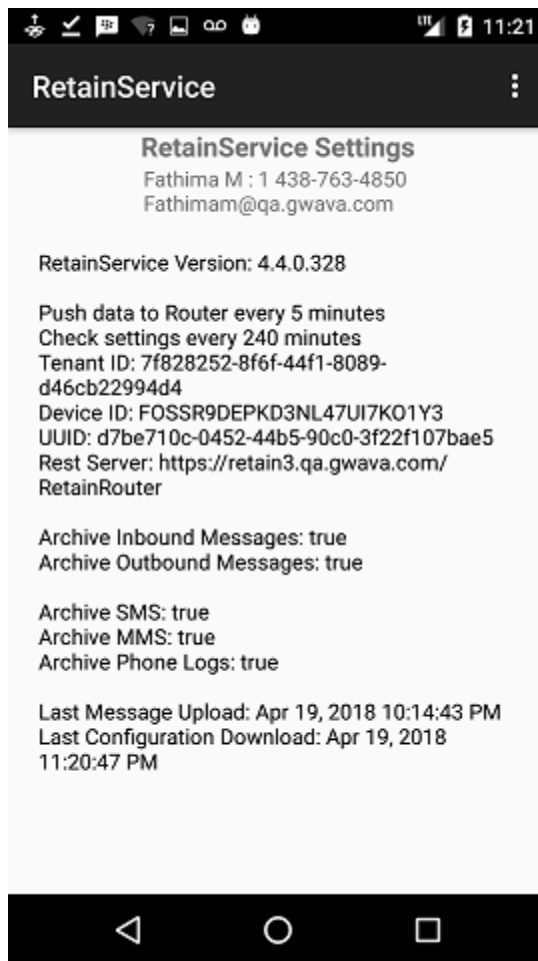 LTE 11:21
RetainService
RetainService Settings
Fathima M : 1 438-763-4850
Fathimam@qa.gwava.com
RetainService Version: 4.4.0.328
Push data to Router every 5 minutes
Check settings every 240 minutes
Tenant ID: 7f828252-8f6f-44f1-8089-
d46cb22994d4
Device ID: FOSSR9DEPKD3NL47UI7KO1Y3
UUID: d7be710c-0452-44b5-90c0-3f22f107bae5
Rest Server: https://retain3.qa.gwava.com/
RetainRouter
Archive Inbound Messages: true
Archive Outbound Messages: true
Archive SMS: true
Archive MMS: true
Archive Phone Logs: true
Last Message Upload: Apr 19, 2018 10:14:43 PM
Last Configuration Download: Apr 19, 2018
11:20:47 PM